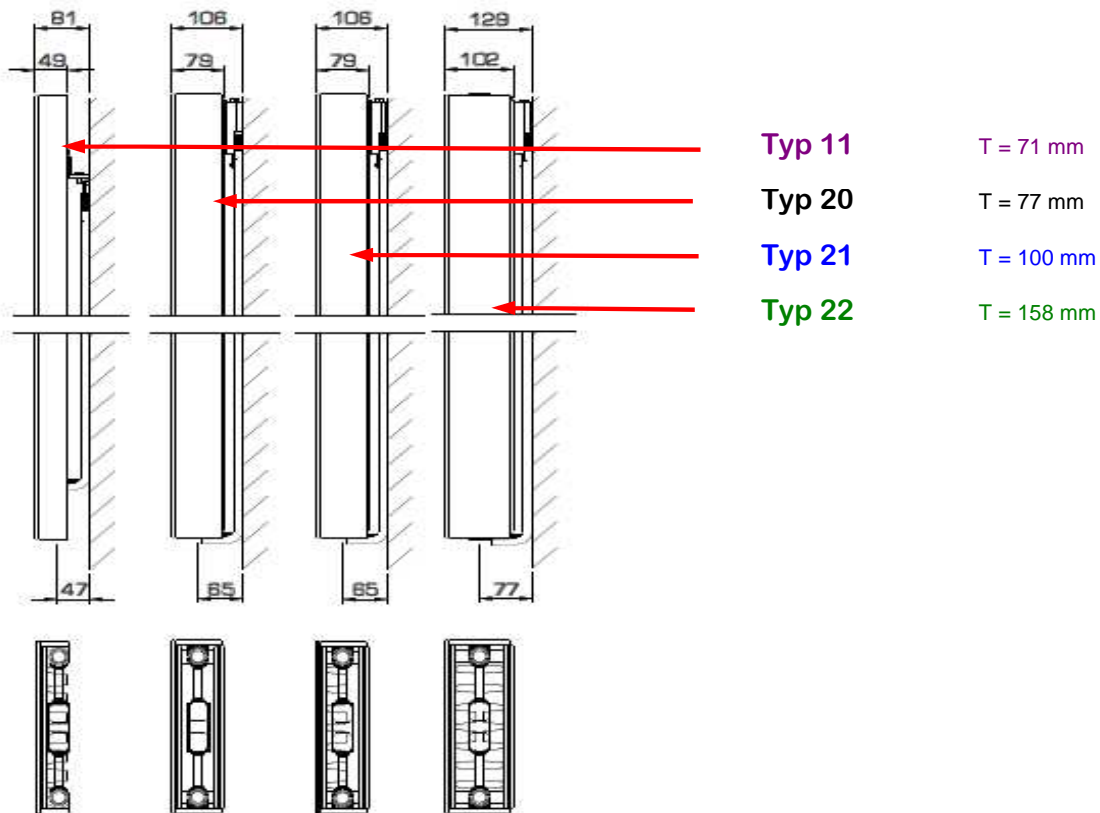 81 106 106 129
49 79 79 102
Typ 11 T = 71 mm
Typ 20 T = 77 mm
Typ 21 T = 100 mm
Typ 22 T = 158 mm
47 65 65 77